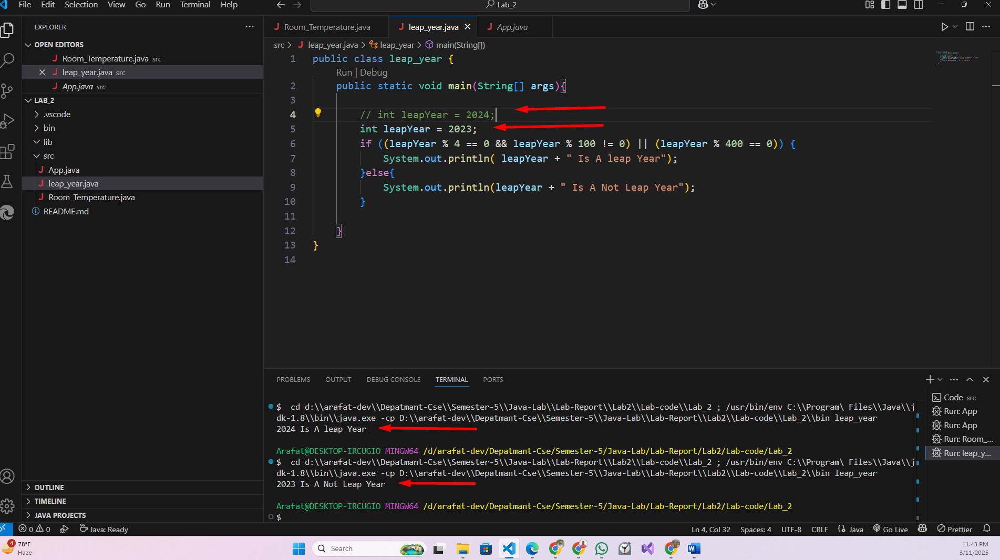 File Edit Selection View Go Run Terminal Help
Lab_2
EXPLORER
OPEN EDITORS
Room_Temperature.java src
leap_year.java src
App.java src
LAB_2
.vscode
bin
lib
src
App.java
leap_year.java
Room_Temperature.java
README.md
OUTLINE
TIMELINE
JAVA PROJECTS
Room_Temperature.java leap_year.java App.java
src > leap_year.java > leap_year > main(String[])
1 public class leap_year {
Run | Debug
2 public static void main(String[] args){
3
4 // int leapYear = 2024;
5 int leapYear = 2023;
6 if ((leapYear % 4 == 0 && leapYear % 100 != 0) || (leapYear % 400 == 0)) {
7 System.out.println( leapYear + " Is A leap Year");
8 }else{
9 System.out.println(leapYear + " Is A Not Leap Year");
10 }
11
12 }
13 }
14
PROBLEMS OUTPUT DEBUG CONSOLE TERMINAL PORTS
$ cd d:\\arafat-dev\\Depatmant-Cse\\Semester-5\\Java-Lab\\Lab-Report\\Lab2\\Lab-code\\Lab_2 ; /usr/bin/env C:\\Program\ Files\\Java\\j
dk-1.8\\bin\\java.exe -cp D:\\arafat-dev\\Depatmant-Cse\\Semester-5\\Java-Lab\\Lab-Report\\Lab2\\Lab-code\\Lab_2\\bin leap_year
2024 Is A leap Year
Arafat@DESKTOP-IRCUGIO MINGW64 /d/arafat-dev/Depatmant-Cse/Semester-5/Java-Lab/Lab-Report/Lab2/Lab-code/Lab_2
$ cd d:\\arafat-dev\\Depatmant-Cse\\Semester-5\\Java-Lab\\Lab-Report\\Lab2\\Lab-code\\Lab_2 ; /usr/bin/env C:\\Program\ Files\\Java\\j
dk-1.8\\bin\\java.exe -cp D:\\arafat-dev\\Depatmant-Cse\\Semester-5\\Java-Lab\\Lab-Report\\Lab2\\Lab-code\\Lab_2\\bin leap_year
2023 Is A Not Leap Year
Arafat@DESKTOP-IRCUGIO MINGW64 /d/arafat-dev/Depatmant-Cse/Semester-5/Java-Lab/Lab-Report/Lab2/Lab-code/Lab_2
$
Code src
Run: App
Run: App
Run: Room_...
Run: leap_y...
0 0 Java: Ready Ln 4, Col 32 Spaces: 4 UTF-8 CRLF Java Go Live Prettier
4 78°F
Haze
Search
11:43 PM
3/11/2025